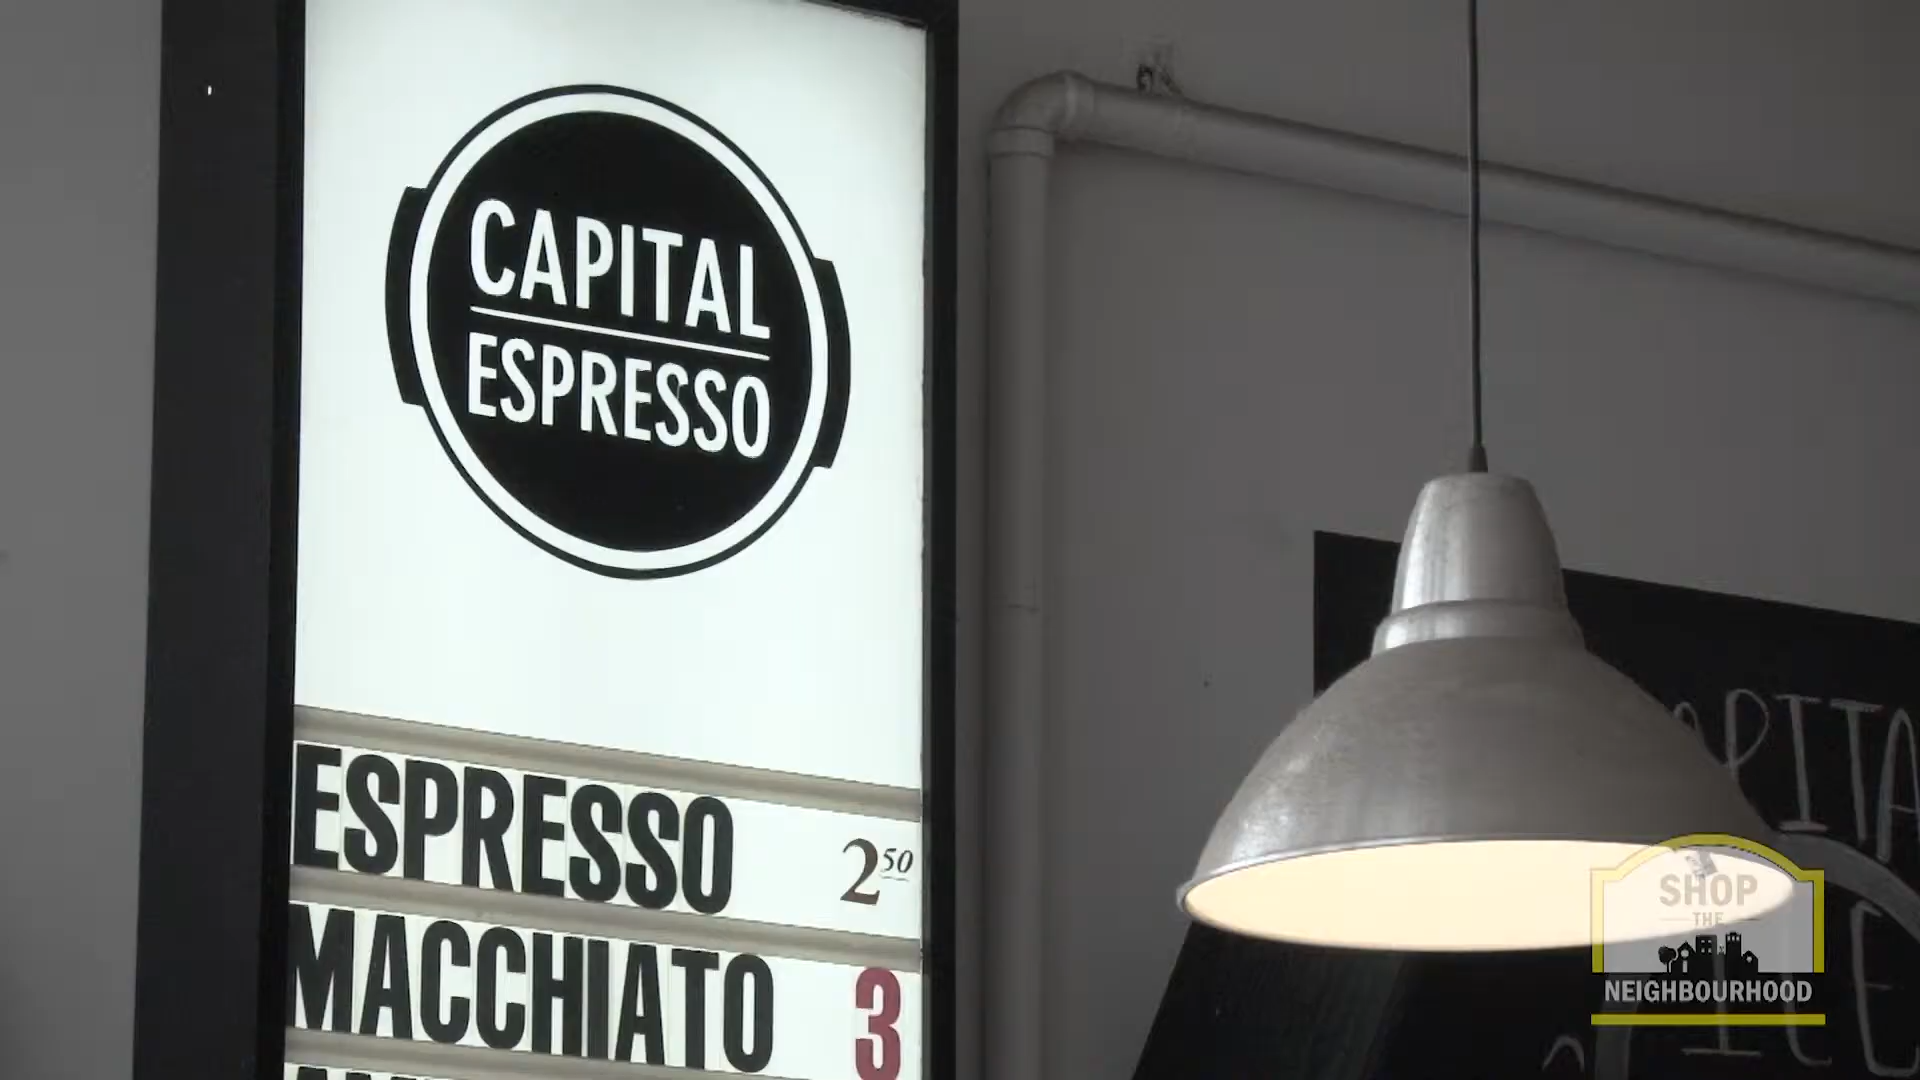 CAPITAL
ESPRESSO
ESPRESSO 2.50
MACCHIATO 3
SHOP
THE
NEIGHBOURHOOD